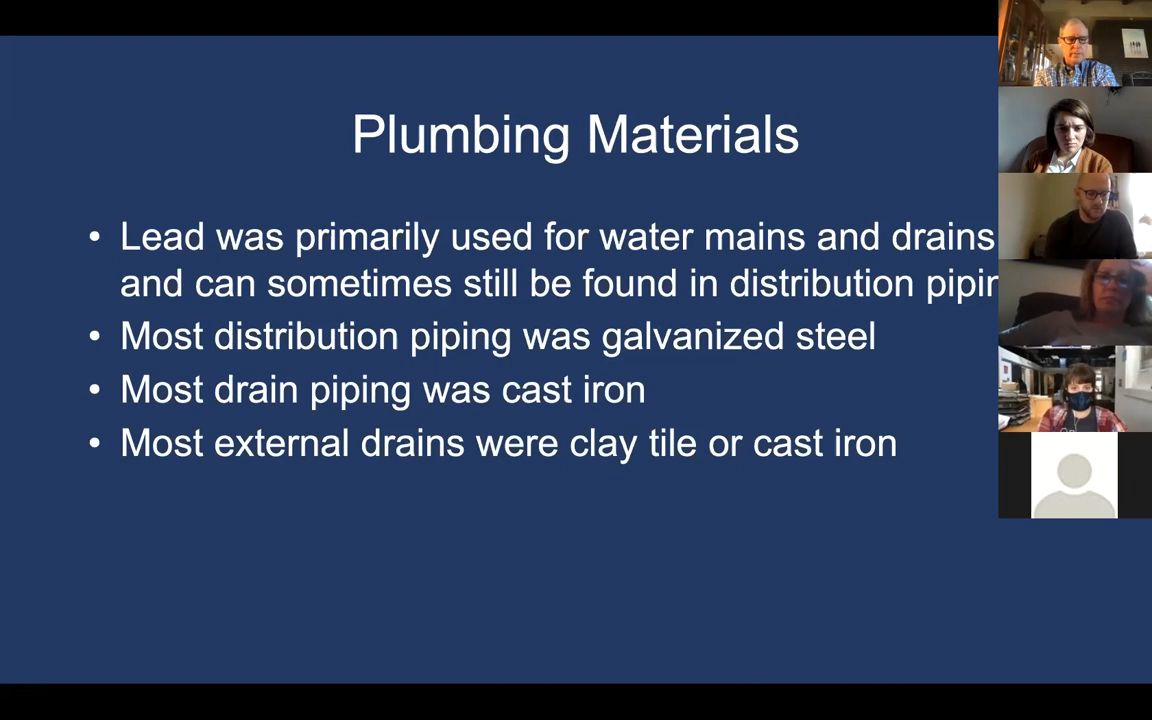 Plumbing Materials
• Lead was primarily used for water mains and drains
and can sometimes still be found in distribution
• Most distribution piping was galvanized steel
• Most drain piping was cast iron
• Most external drains were clay tile or cast iron